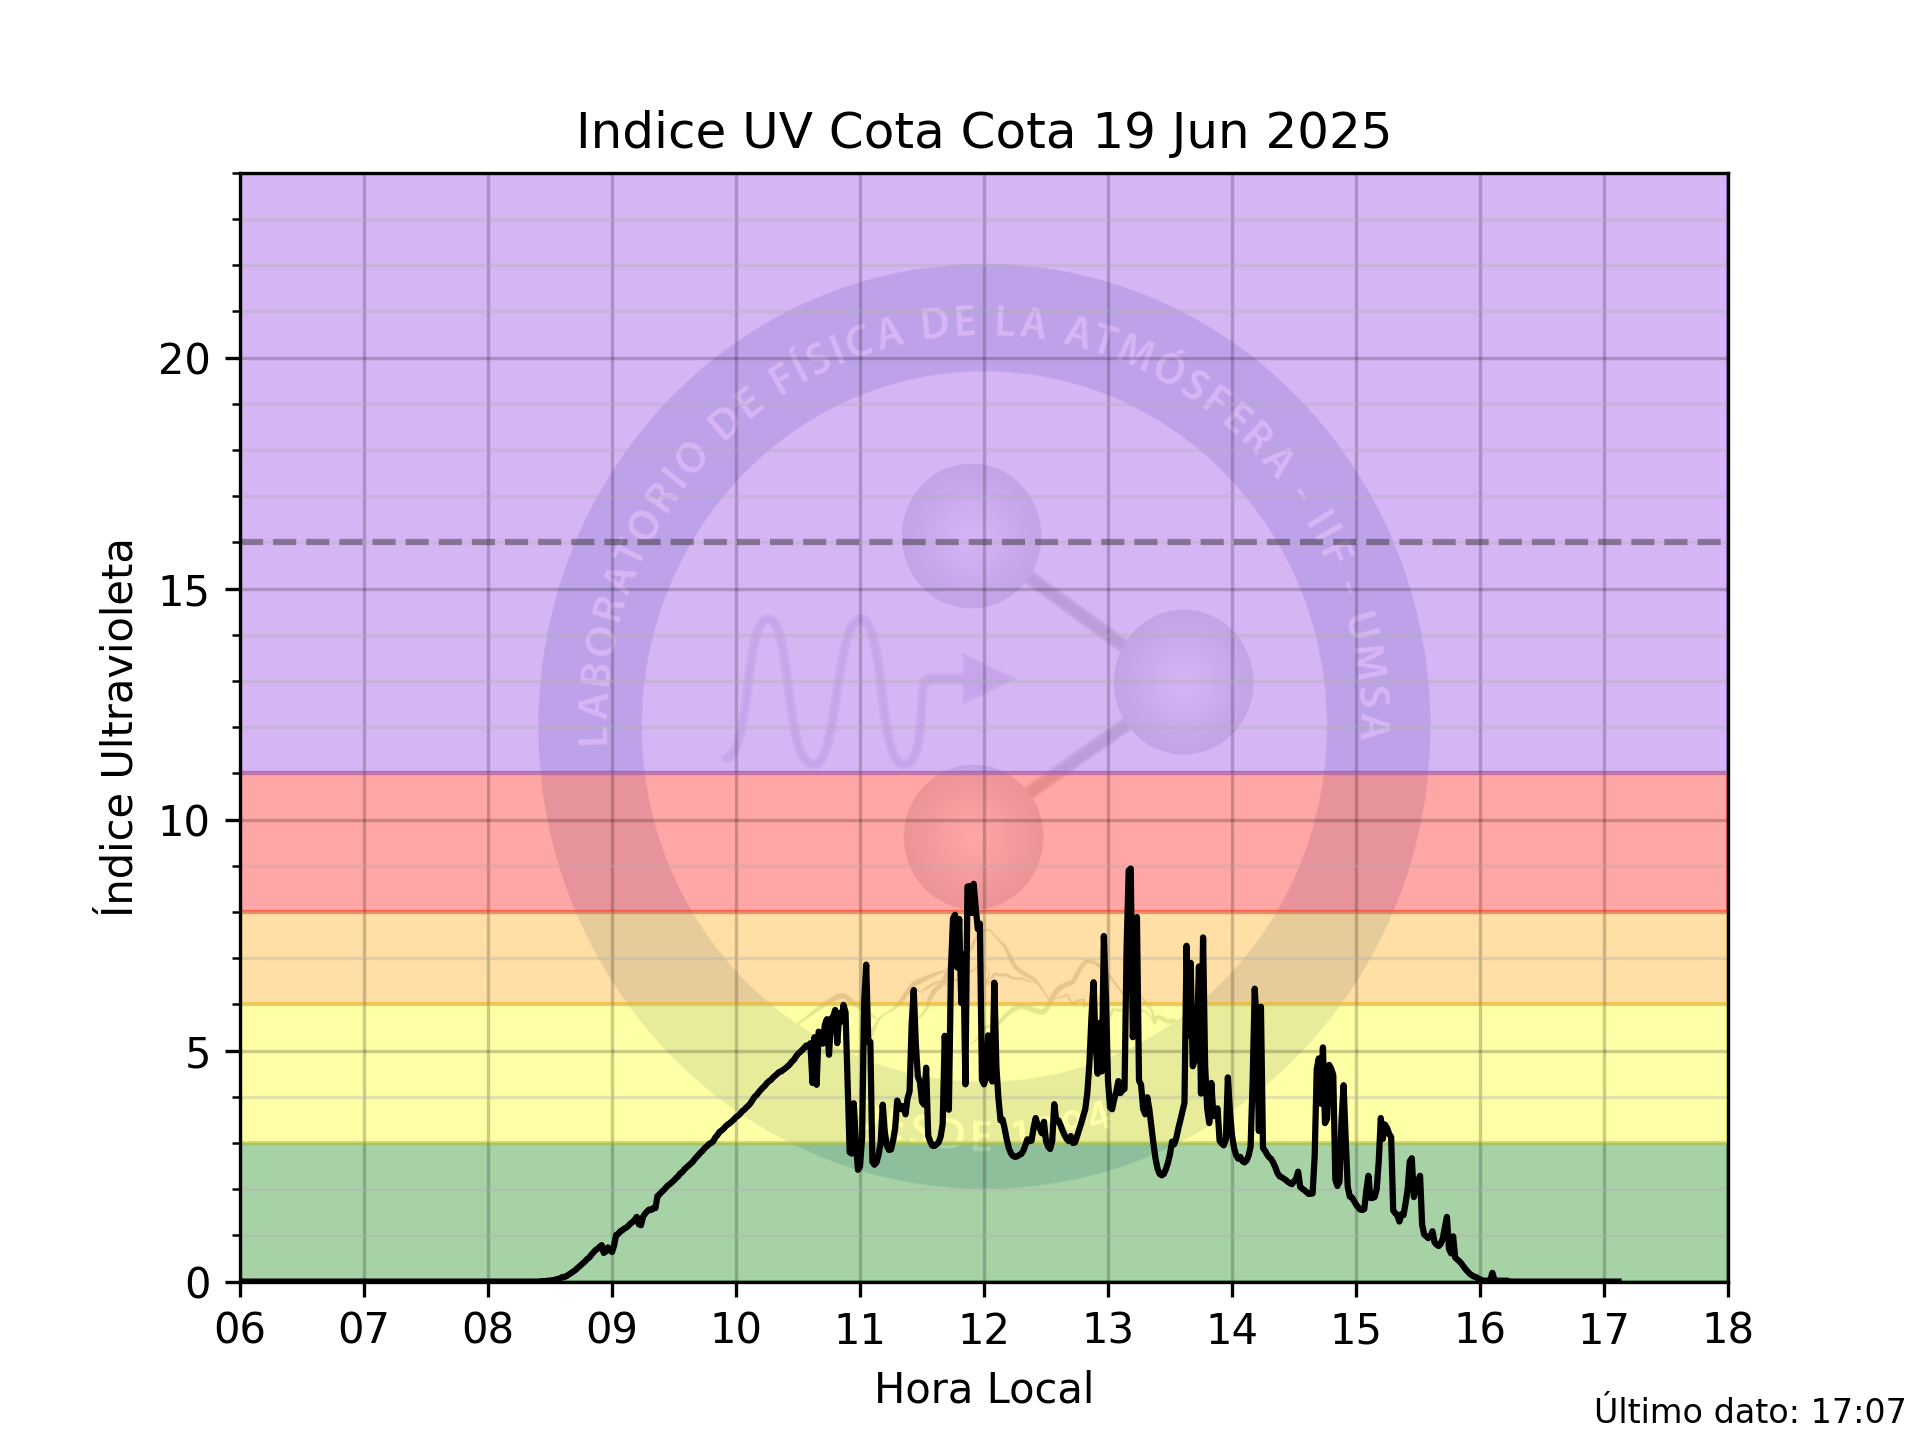 Indice UV Cota Cota 19 Jun 2025
LABORATORIO DE FÍSICA DE LA ATMÓSFERA - IIF - UMSA
20
15
10
5
0
Índice Ultravioleta
06 07 08 09 10 11 12 13 14 15 16 17 18
Hora Local
Último dato: 17:07